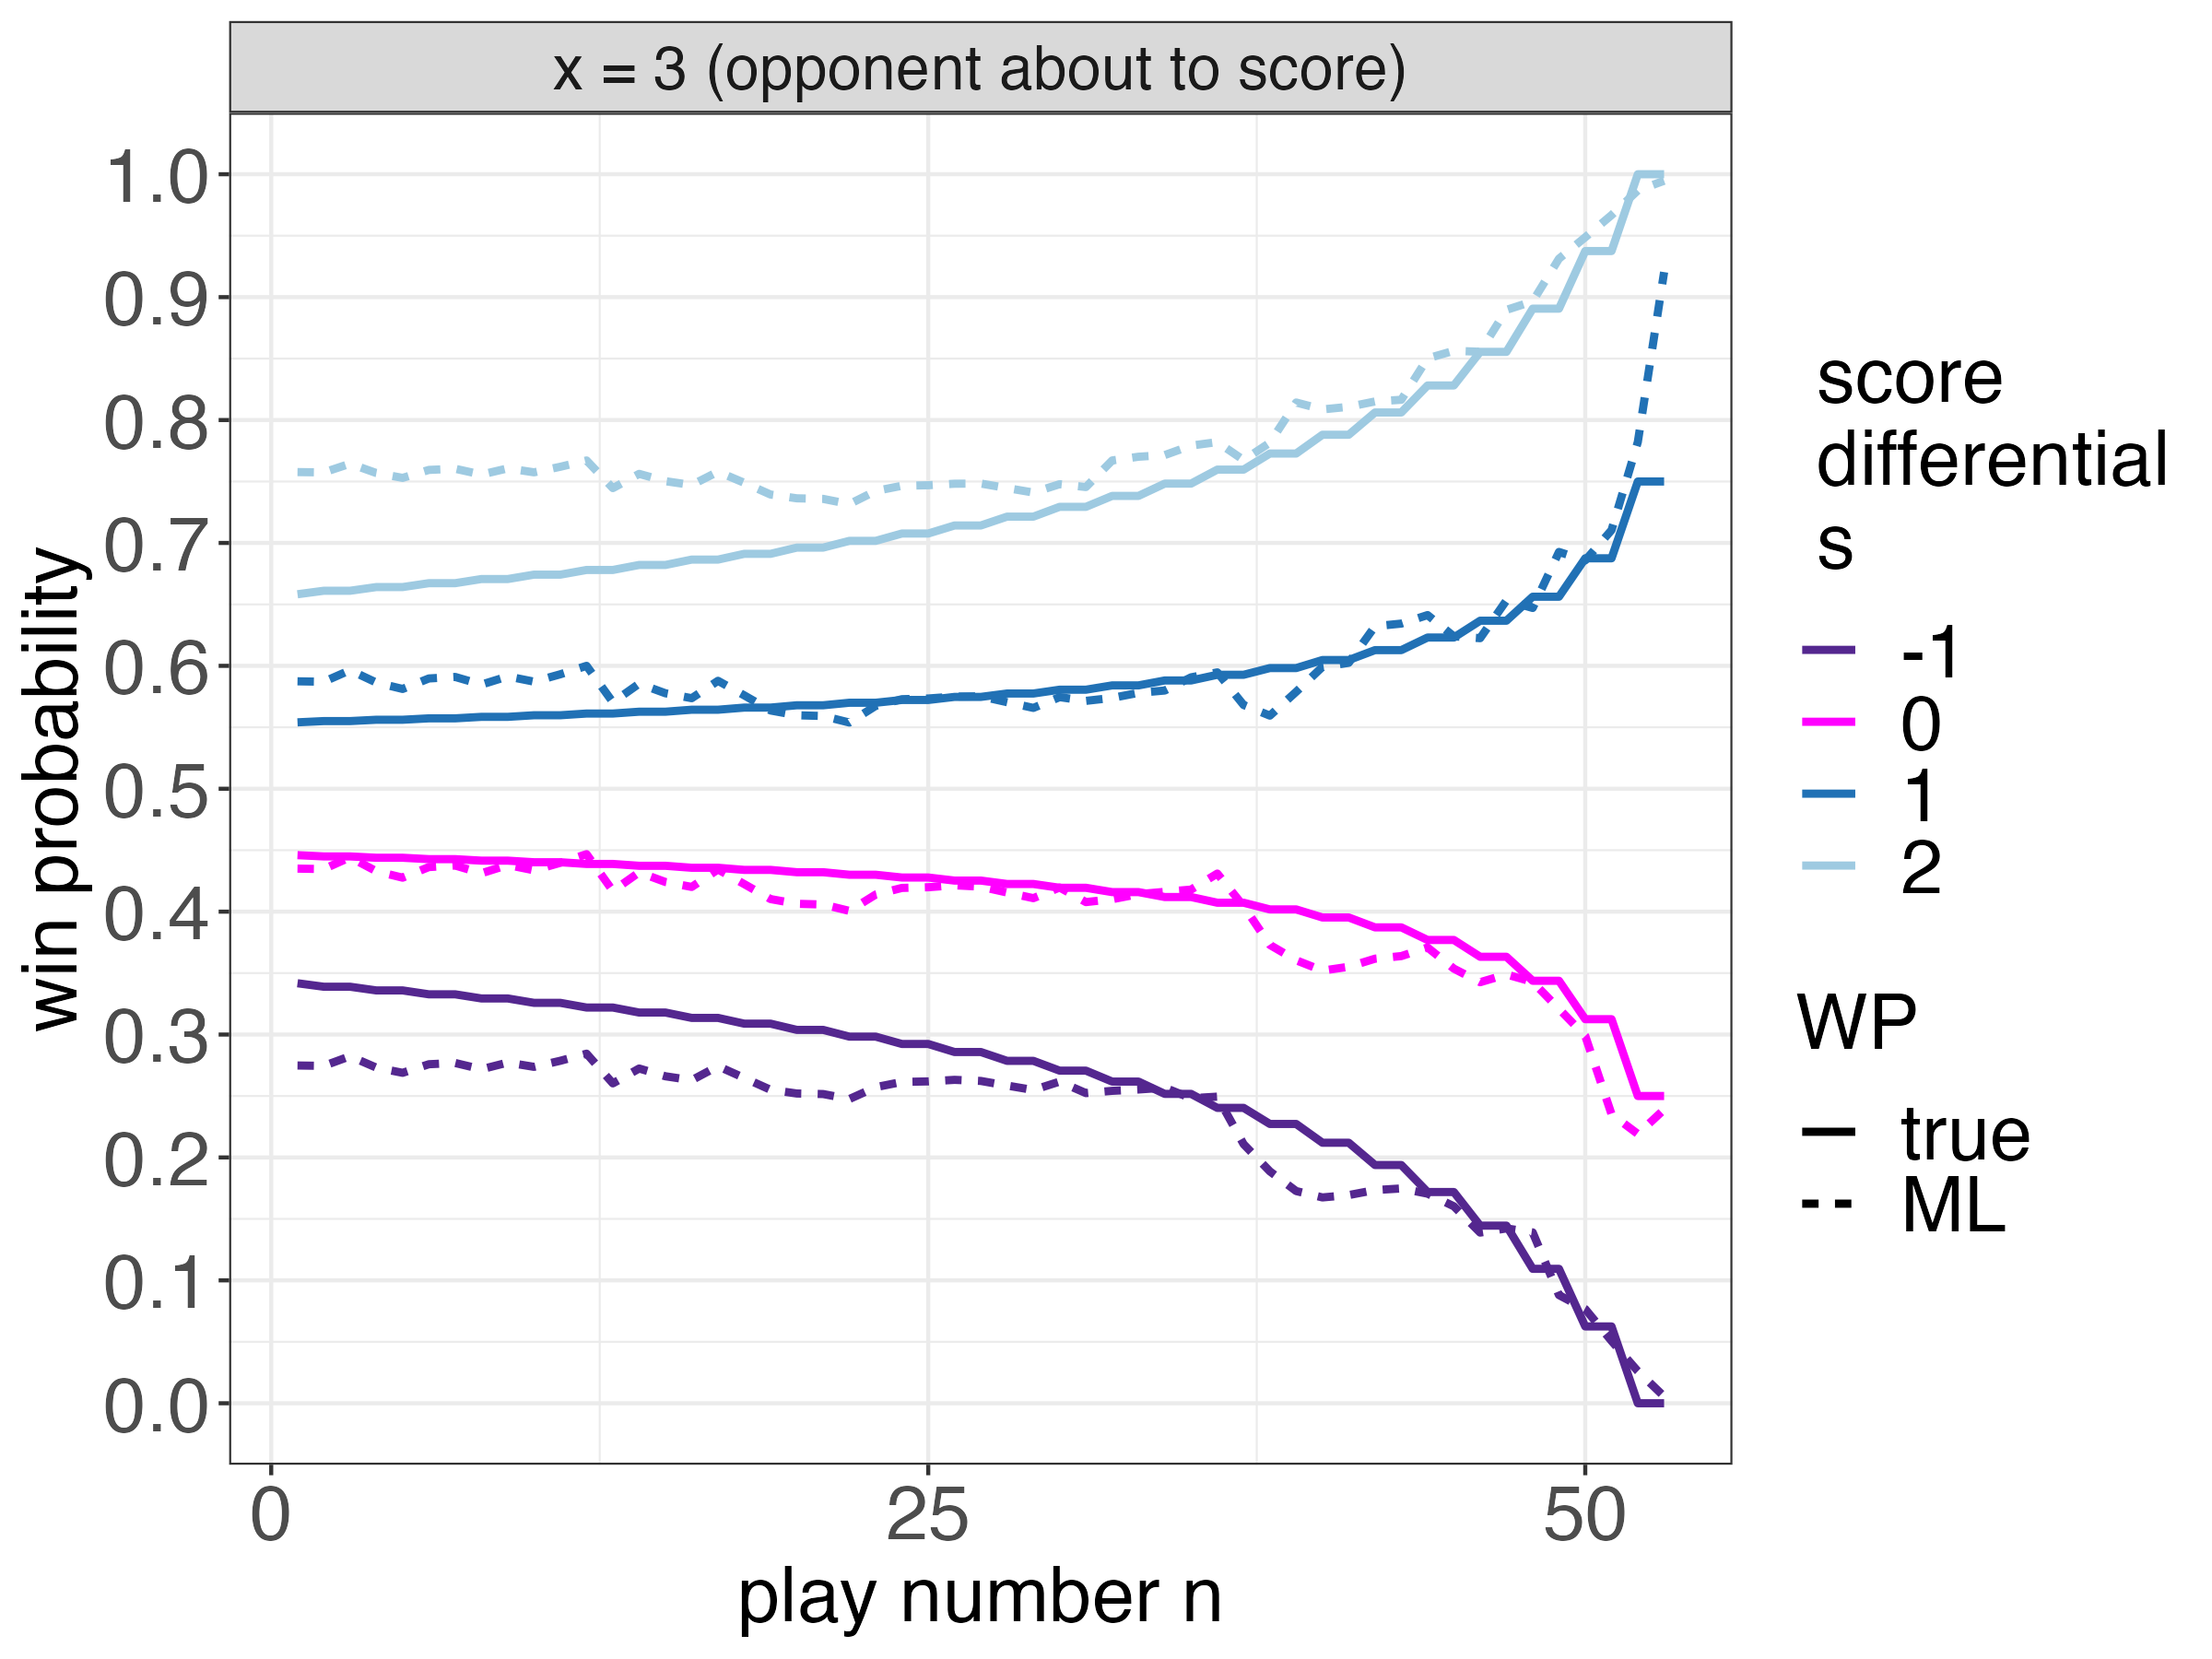 x = 3 (opponent about to score)
win probability
1.0
0.9
0.8
0.7
0.6
0.5
0.4
0.3
0.2
0.1
0.0
0 25 50
play number n
score
differential
s
-1
0
1
2
WP
true
ML